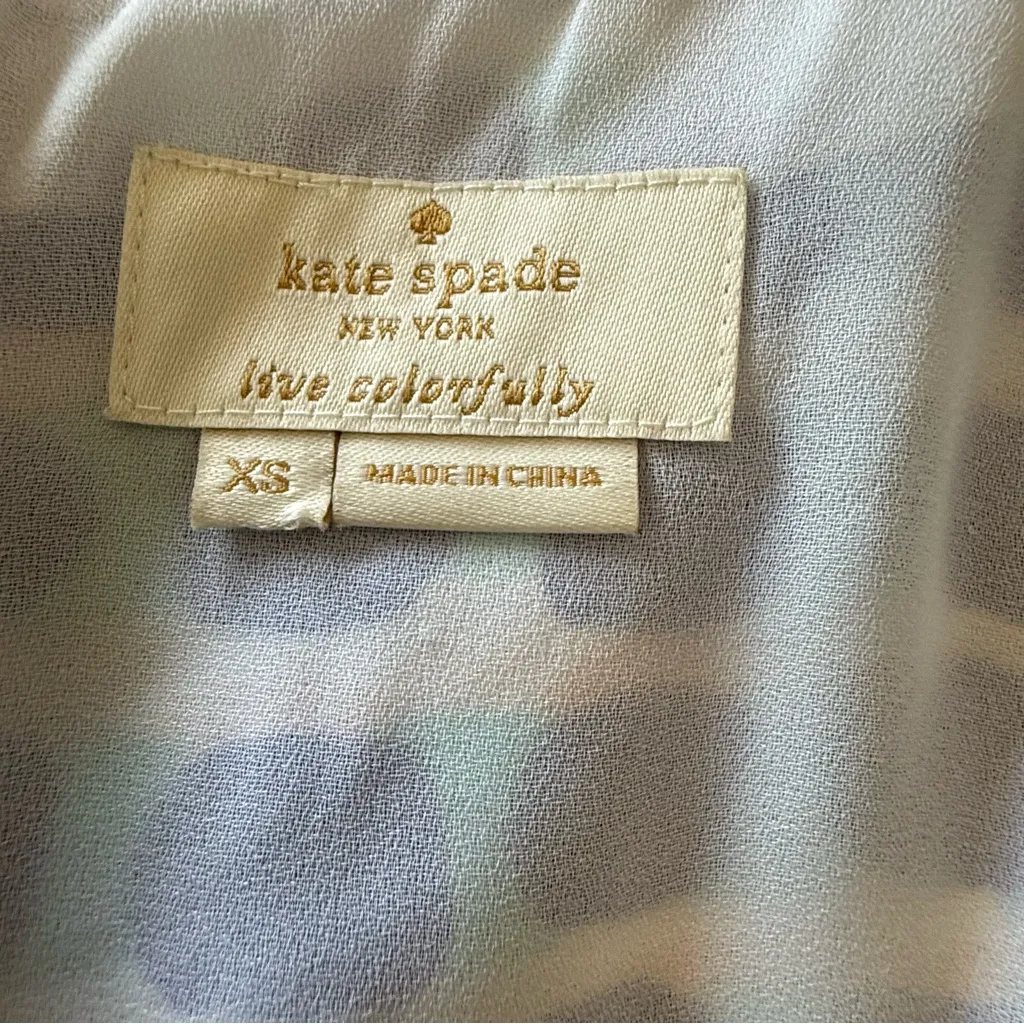 kate spade
NEW YORK
live colorfully
XS
MADE IN CHINA